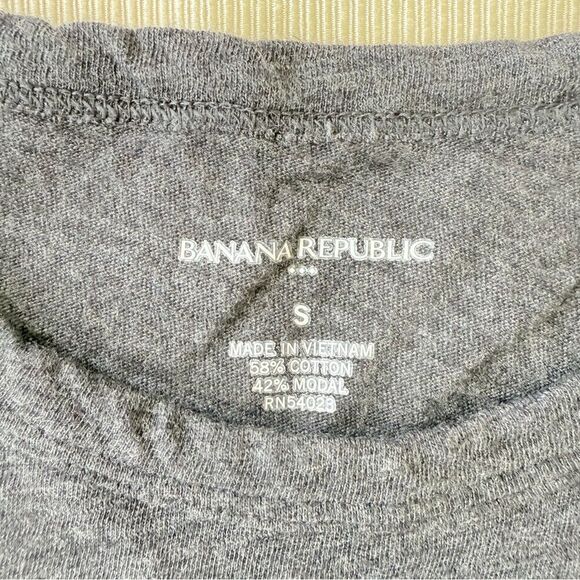 BANANA REPUBLIC
S
MADE IN VIETNAM
58% COTTON
42% MODAL
RN54023